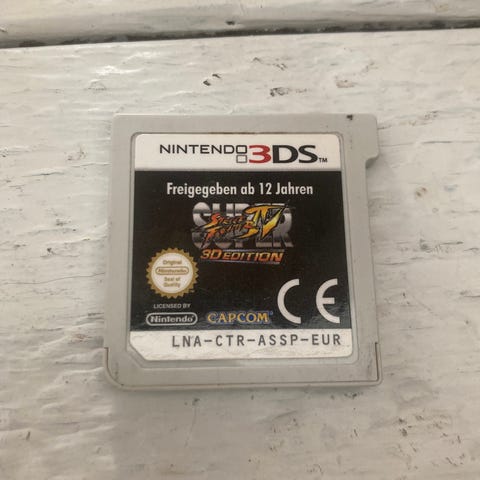 NINTENDO 3DS™
Freigegeben ab 12 Jahren
SUPER
STREET FIGHTER IV
3D EDITION
Original
Nintendo
Seal of
Quality
LICENSED BY
Nintendo
CAPCOM
CE
LNA-CTR-ASSP-EUR